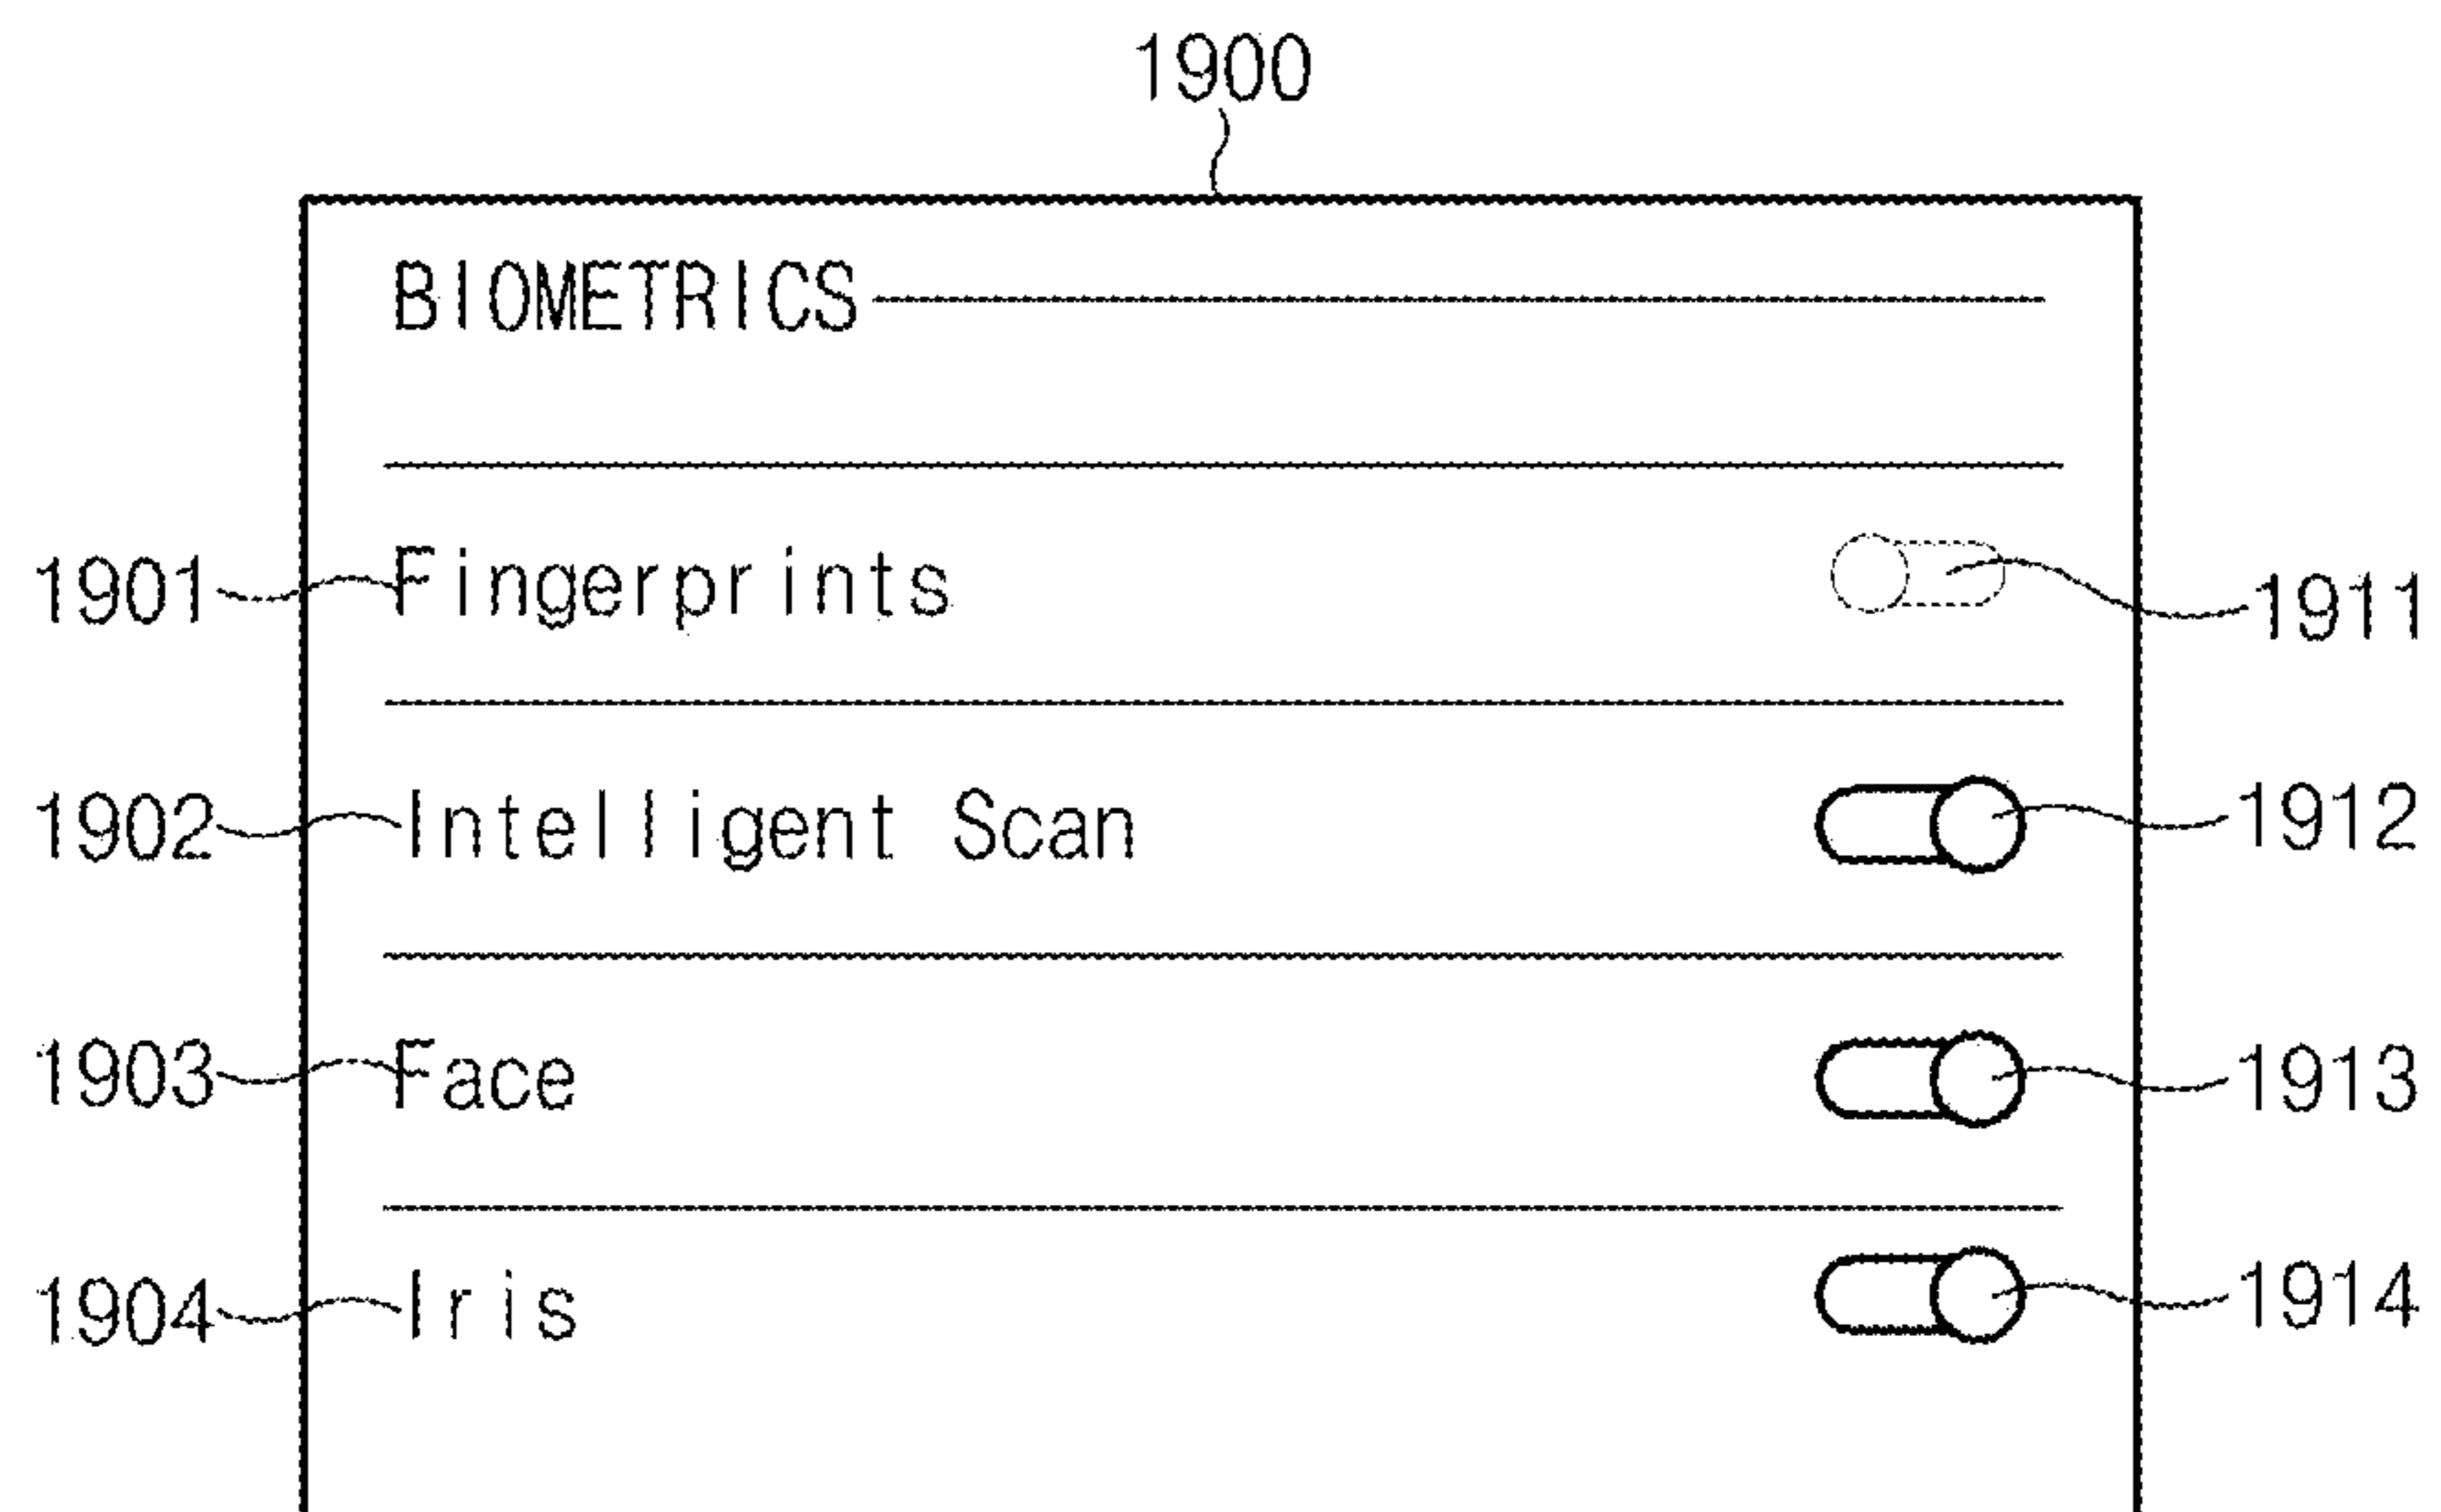 1900
BIOMETRICS
1901 Fingerprints 1911
1902 Intelligent Scan 1912
1903 Face 1913
1904 Iris 1914